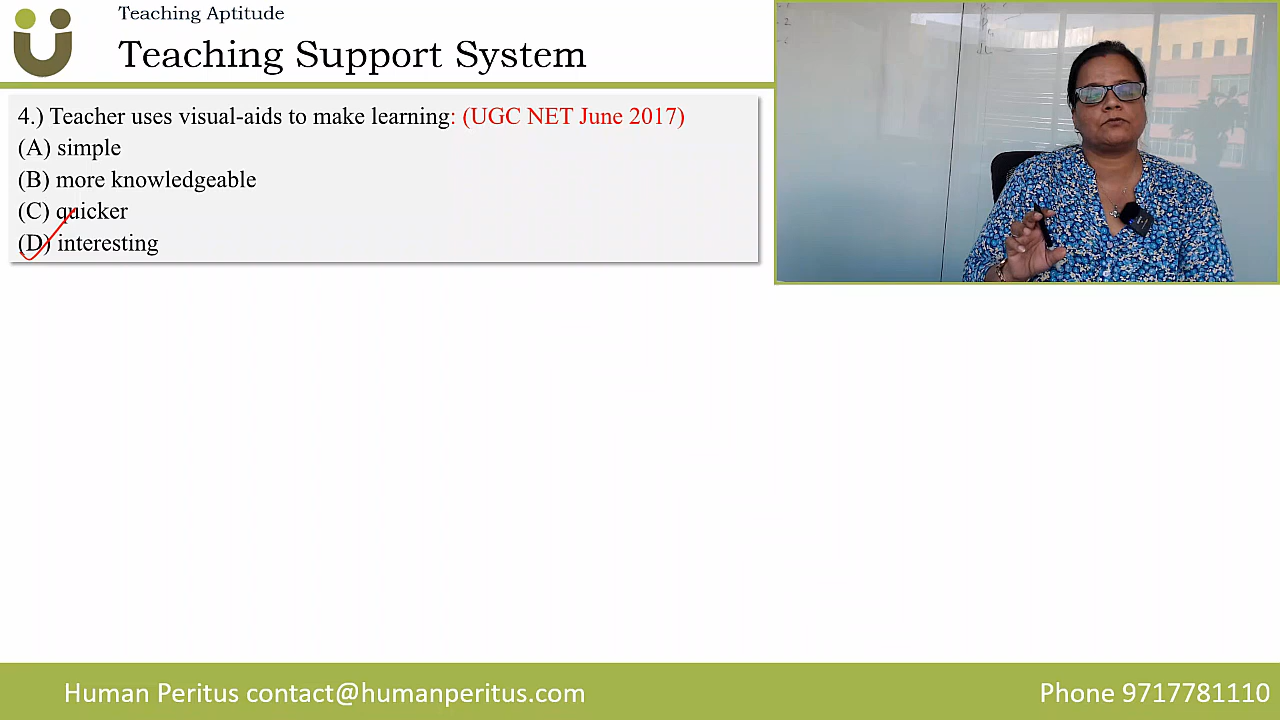 Teaching Aptitude
Teaching Support System
4.) Teacher uses visual-aids to make learning: (UGC NET June 2017)
(A) simple
(B) more knowledgeable
(C) quicker
(D) interesting
Human Peritus contact@humanperitus.com
Phone 9717781110